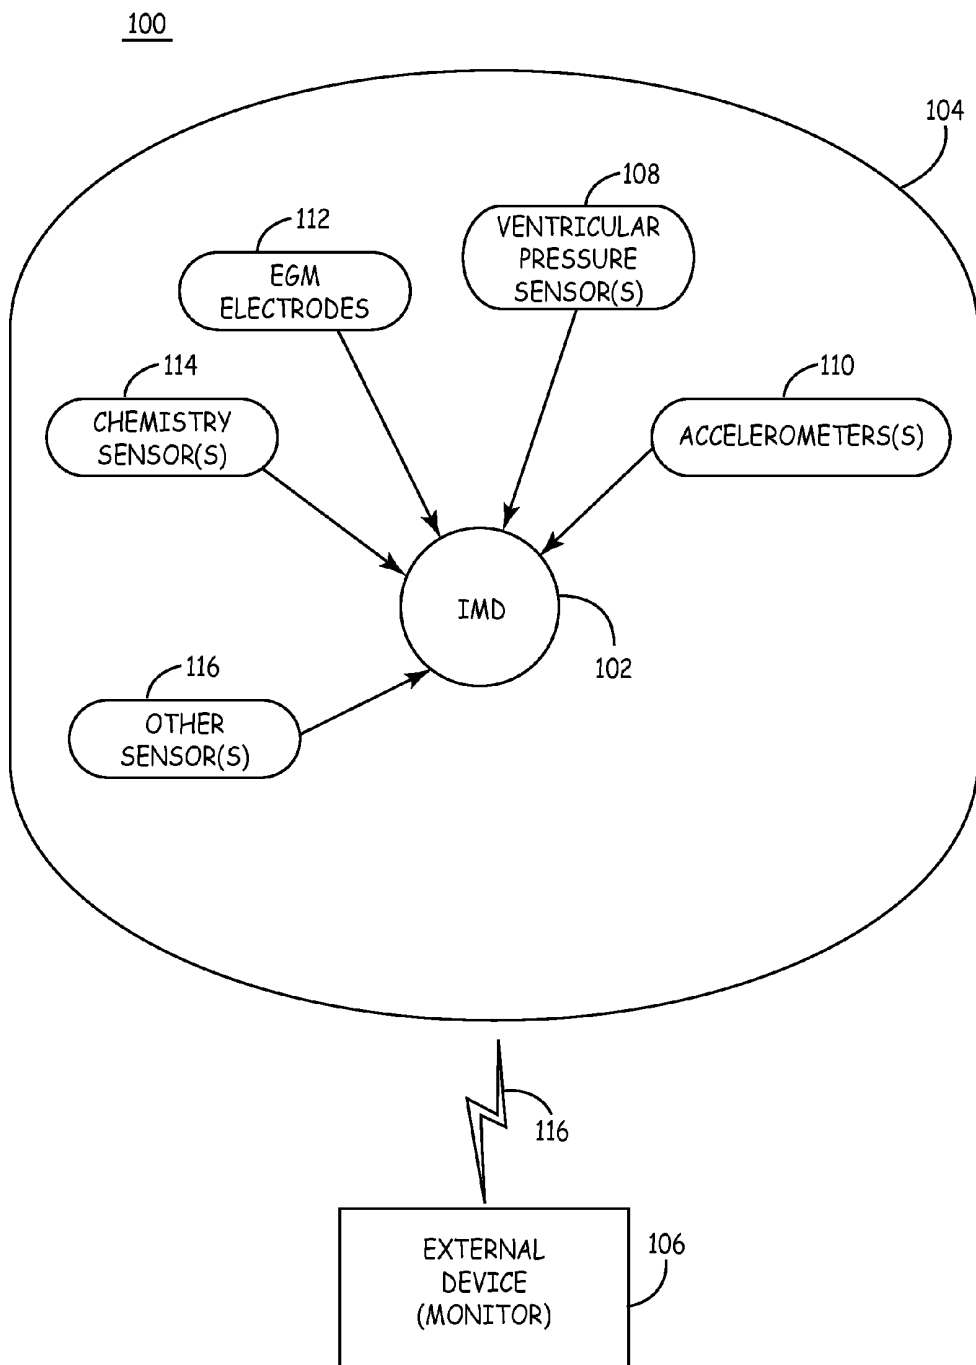 100
104
108
VENTRICULAR
PRESSURE
SENSOR(S)
112
EGM
ELECTRODES
114
CHEMISTRY
SENSOR(S)
110
ACCELEROMETERS(S)
IMD
102
116
OTHER
SENSOR(S)
116
EXTERNAL
DEVICE
(MONITOR)
106